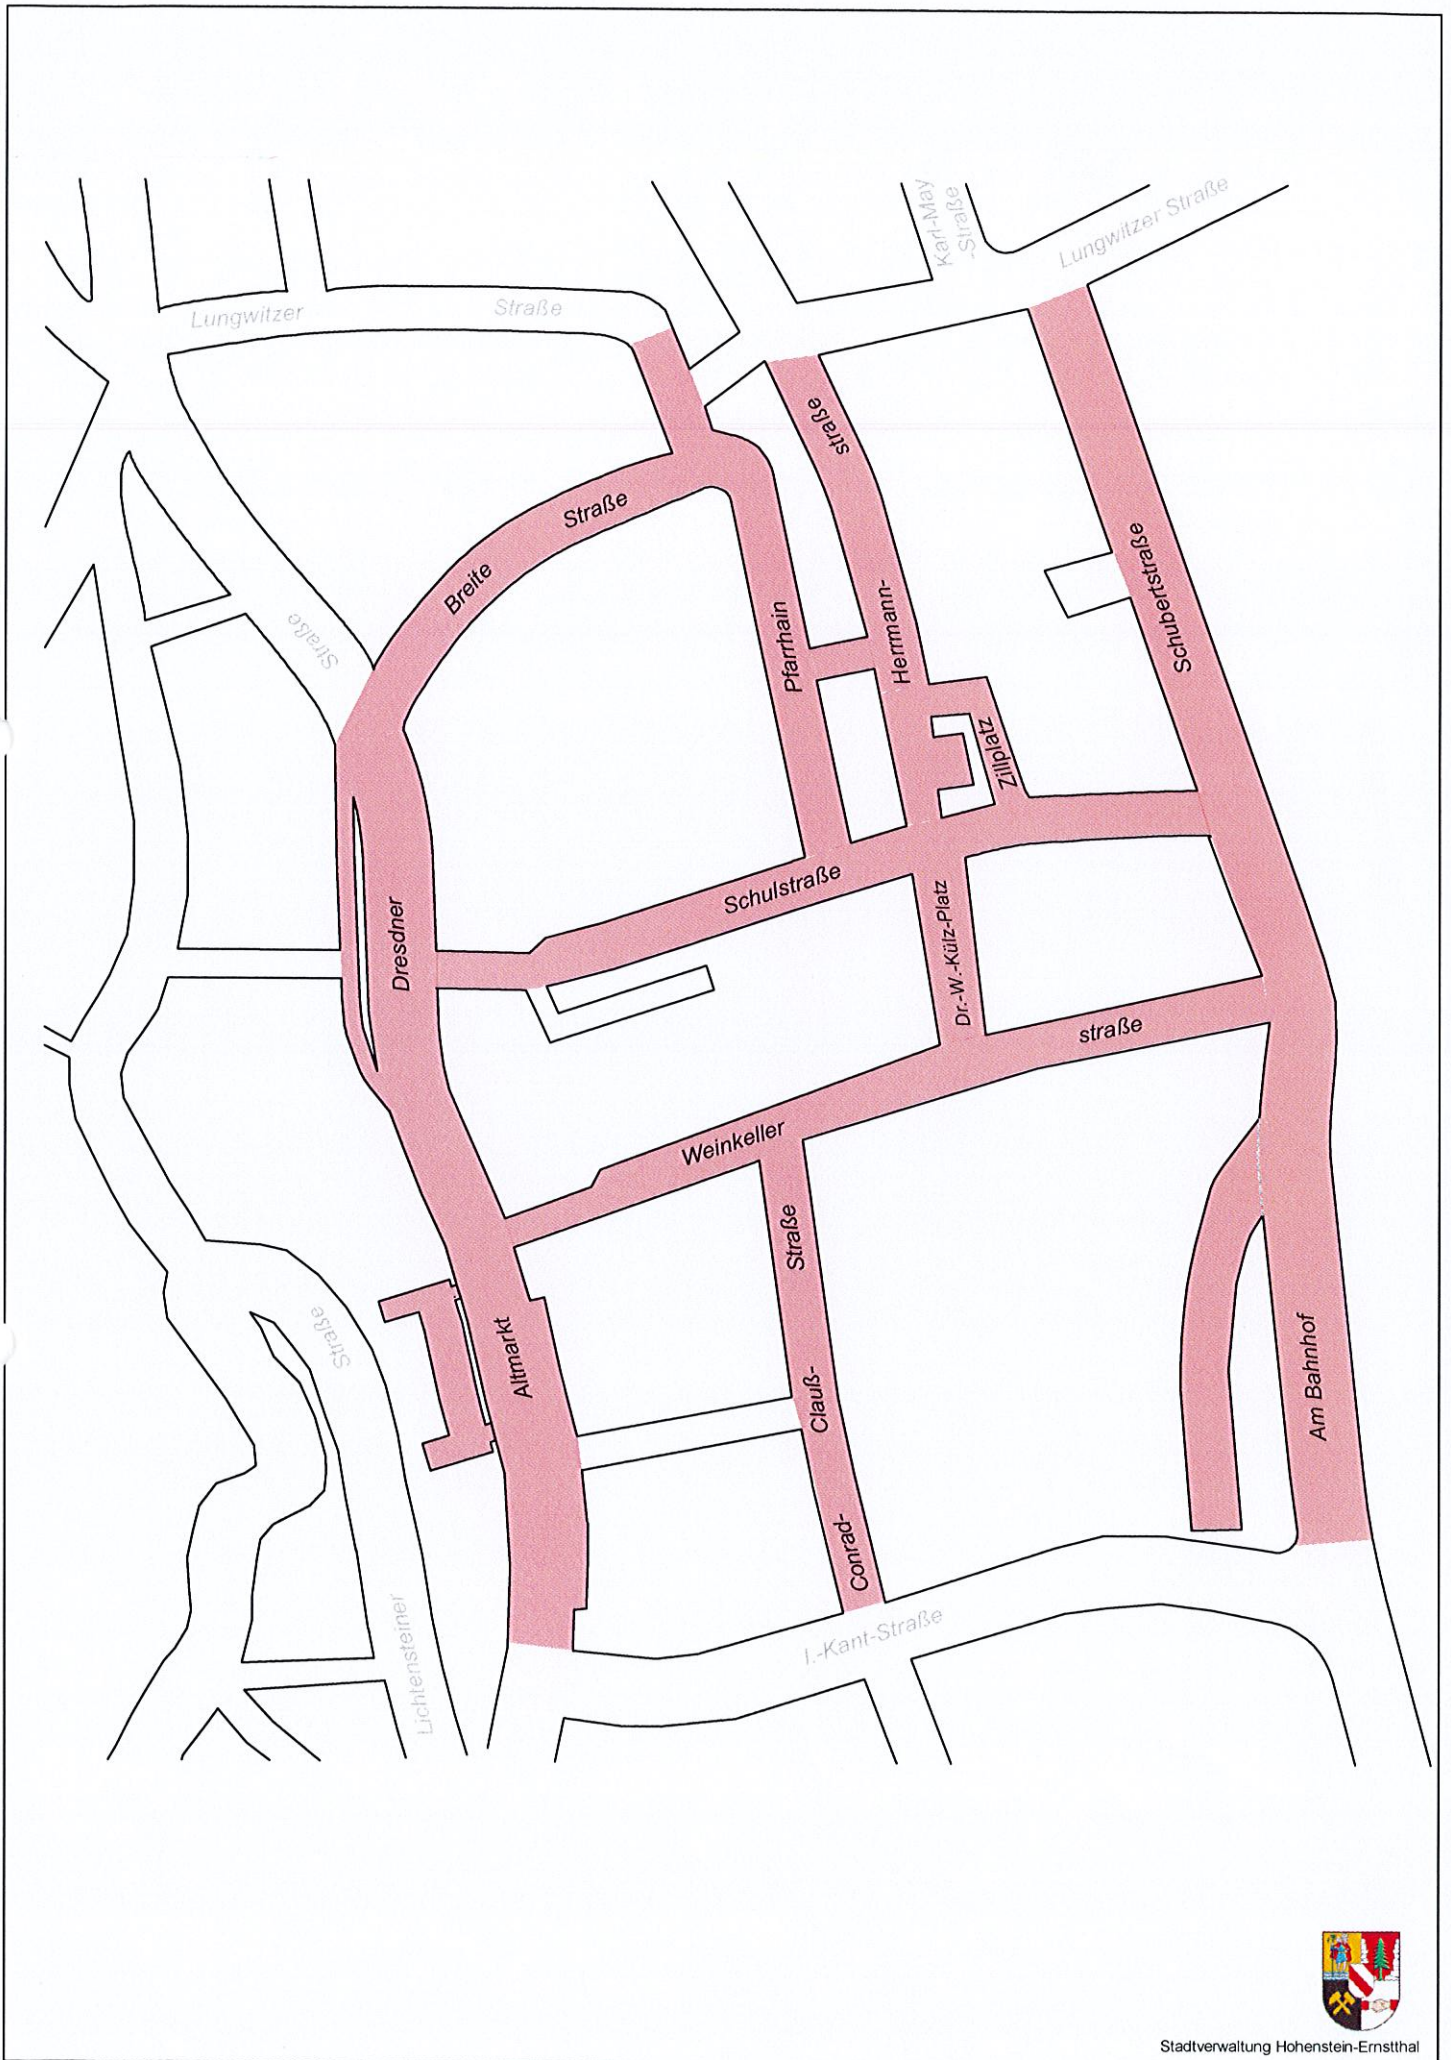 Karl-May
-Straße
Lungwitzer Straße
Lungwitzer Straße
straße
Straße
Breite
Schubertstraße
Pfarrhain
Herrmann-
Straße
Zillplatz
Schulstraße
Dresdner
Dr.-W.-Külz-Platz
straße
Weinkeller
Straße
Straße
Altmarkt
Clauß-
Am Bahnhof
Conrad-
I.-Kant-Straße
Lichtensteiner
Stadtverwaltung Hohenstein-Ernstthal